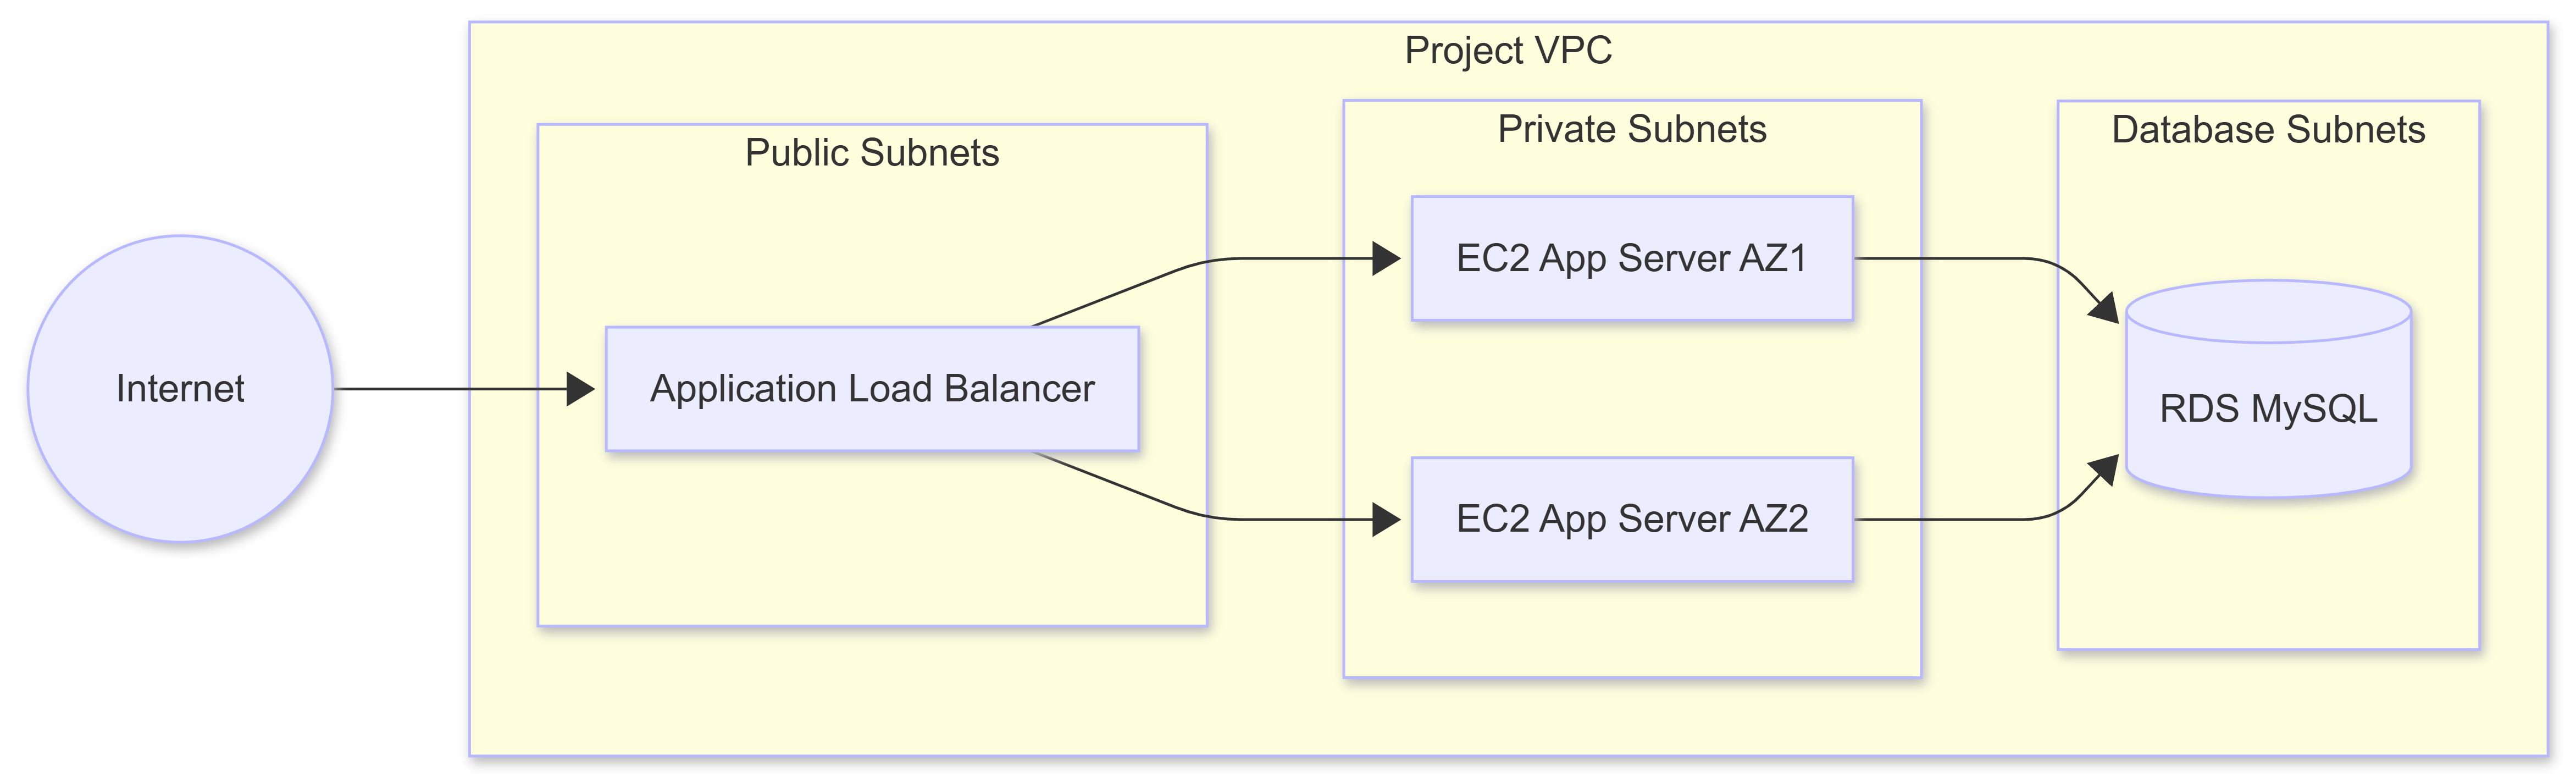 Project VPC
Public Subnets
Private Subnets
Database Subnets
Internet
Application Load Balancer
EC2 App Server AZ1
EC2 App Server AZ2
RDS MySQL